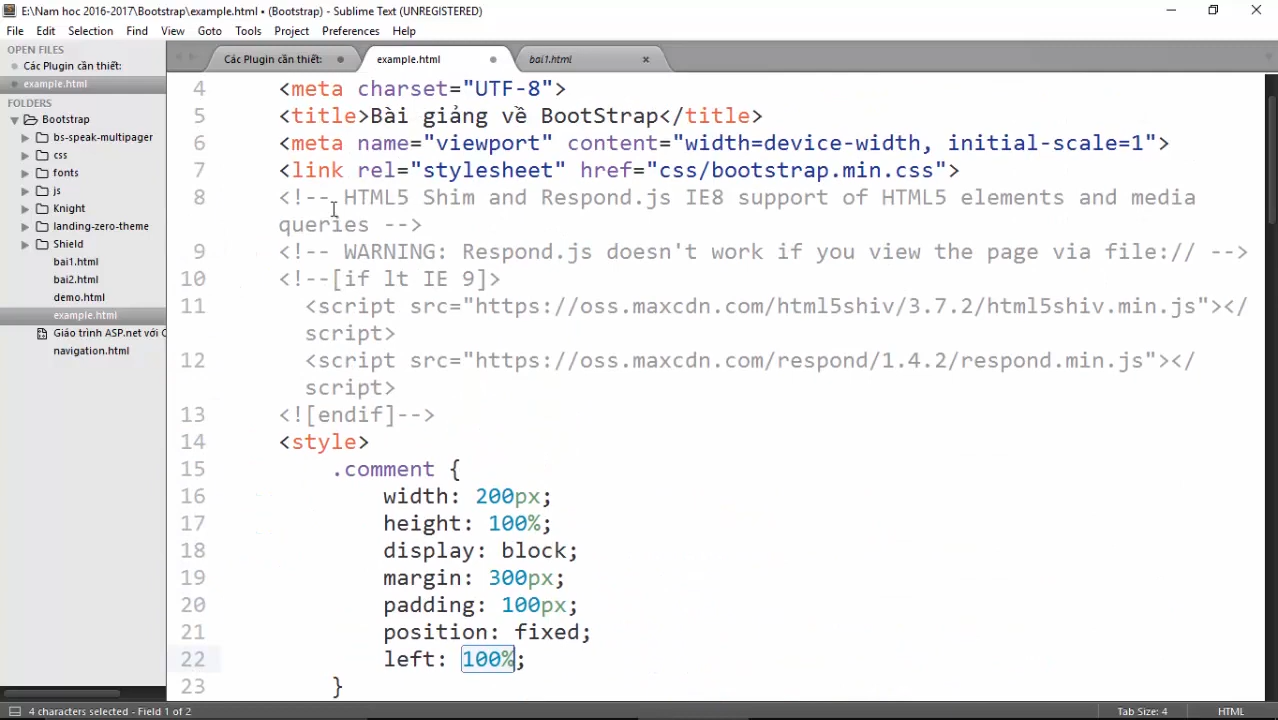 E:\Nam hoc 2016-2017\Bootstrap\example.html • (Bootstrap) - Sublime Text (UNREGISTERED)
File Edit Selection Find View Goto Tools Project Preferences Help
OPEN FILES
Các Plugin cần thiết:
example.html
FOLDERS
Bootstrap
bs-speak-multipager
css
fonts
js
Knight
landing-zero-theme
Shield
bai1.html
bai2.html
demo.html
example.html
Giáo trình ASP.net với C
navigation.html
Các Plugin cần thiết: example.html bai1.html
4 <meta charset="UTF-8">
5 <title>Bài giảng về BootStrap</title>
6 <meta name="viewport" content="width=device-width, initial-scale=1">
7 <link rel="stylesheet" href="css/bootstrap.min.css">
8 <!-- HTML5 Shim and Respond.js IE8 support of HTML5 elements and media
queries -->
9 <!-- WARNING: Respond.js doesn't work if you view the page via file:// -->
10 <!--[if lt IE 9]>
11 <script src="https://oss.maxcdn.com/html5shiv/3.7.2/html5shiv.min.js"></
script>
12 <script src="https://oss.maxcdn.com/respond/1.4.2/respond.min.js"></
script>
13 <![endif]-->
14 <style>
15 .comment {
16 width: 200px;
17 height: 100%;
18 display: block;
19 margin: 300px;
20 padding: 100px;
21 position: fixed;
22 left: 100%;
23 }
4 characters selected - Field 1 of 2
Tab Size: 4 HTML